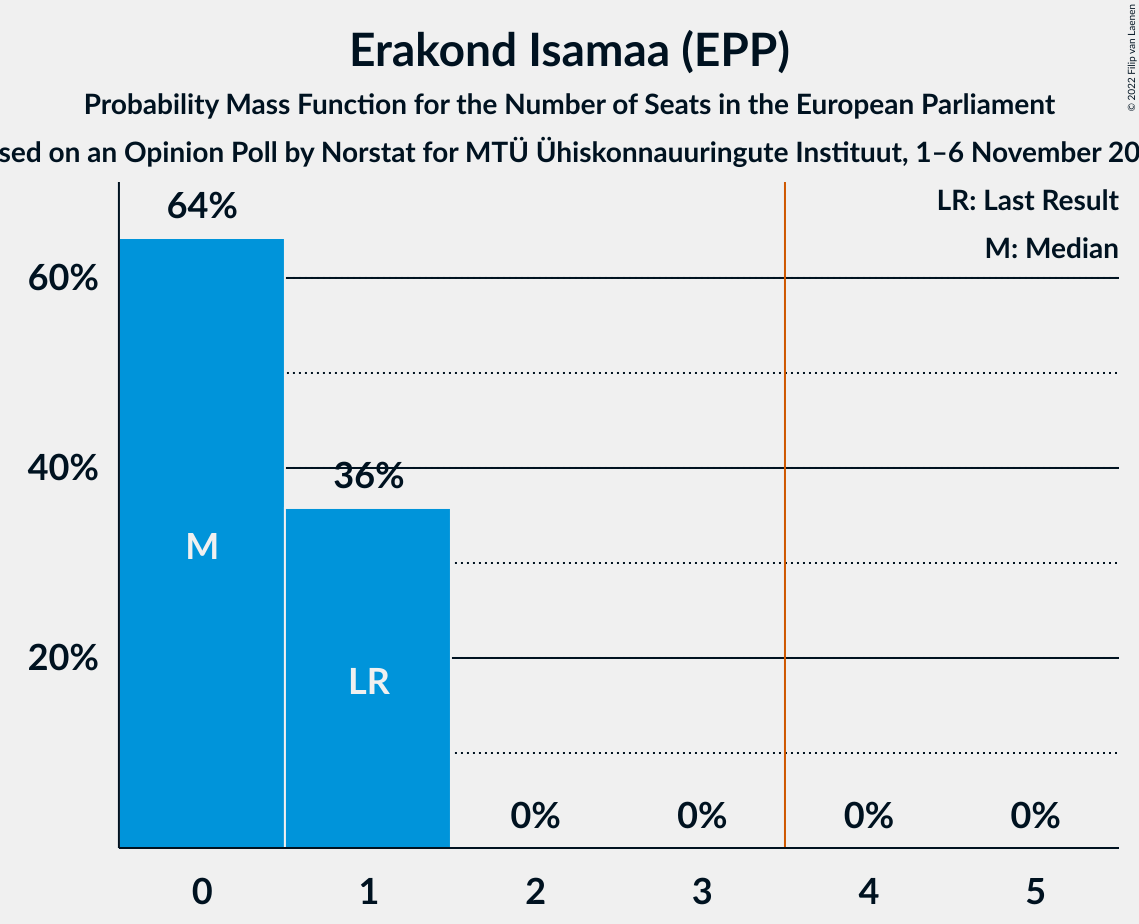 Erakond Isamaa (EPP)
Probability Mass Function for the Number of Seats in the European Parliament
sed on an Opinion Poll by Norstat for MTÜ Ühiskonnauuringute Instituut, 1–6 November 20
© 2022 Filip van Laenen
LR: Last Result
M: Median
64%
60%
40%
36%
M
LR
20%
0% 0% 0% 0%
0 1 2 3 4 5